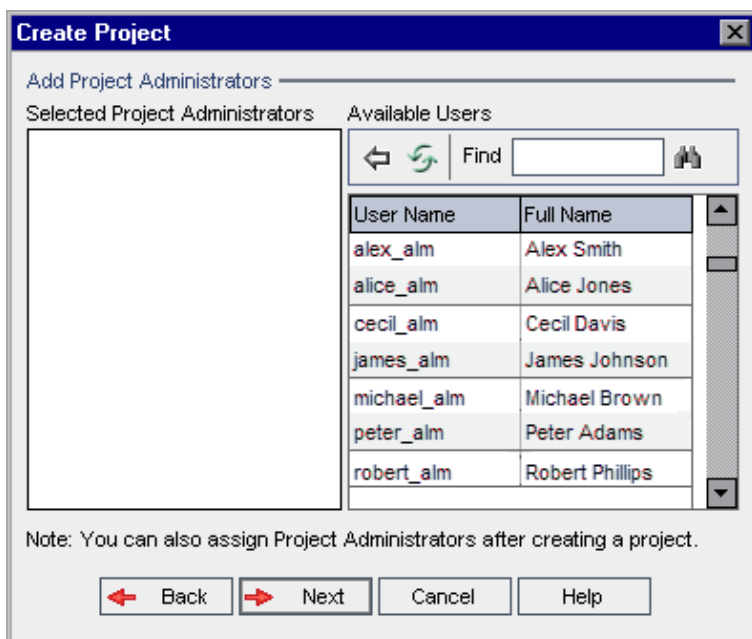 Create Project
Add Project Administrators
Selected Project Administrators
Available Users
Find
User Name Full Name
alex_alm Alex Smith
alice_alm Alice Jones
cecil_alm Cecil Davis
james_alm James Johnson
michael_alm Michael Brown
peter_alm Peter Adams
robert_alm Robert Phillips
Note: You can also assign Project Administrators after creating a project.
Back Next Cancel Help